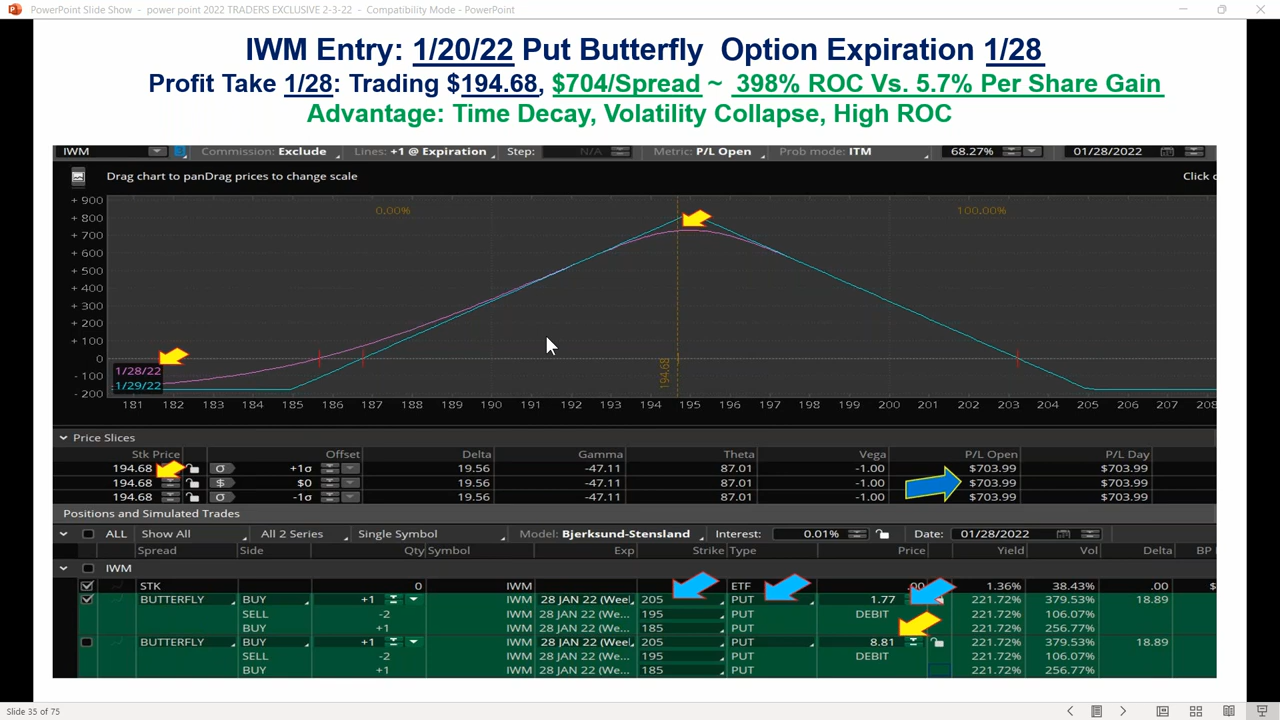 PowerPoint Slide Show - power point 2022 TRADERS EXCLUSIVE 2-3-22 - Compatibility Mode - PowerPoint
IWM Entry: 1/20/22 Put Butterfly Option Expiration 1/28
Profit Take 1/28: Trading $194.68, $704/Spread ~ 398% ROC Vs. 5.7% Per Share Gain
Advantage: Time Decay, Volatility Collapse, High ROC
IWM Commission: Exclude Lines: +1 @ Expiration Step: N/A Metric: P/L Open Prob mode: ITM 68.27% 01/28/2022
Drag chart to panDrag prices to change scale Click
+ 900
+ 800 0.00% 100.00%
+ 700
+ 600
+ 500
+ 400
+ 300
+ 200
+ 100
0
- 100
- 200
1/28/22
1/29/22
194.68
181 182 183 184 185 186 187 188 189 190 191 192 193 194 195 196 197 198 199 200 201 202 203 204 205 206 207 208
Price Slices
Stk Price Offset Delta Gamma Theta Vega P/L Open P/L Day
194.68 σ +1σ 19.56 -47.11 87.01 -1.00 $703.99 $703.99
194.68 $ $0 19.56 -47.11 87.01 -1.00 $703.99 $703.99
194.68 σ -1σ 19.56 -47.11 87.01 -1.00 $703.99 $703.99
Positions and Simulated Trades
ALL Show All All 2 Series Single Symbol Model: Bjerksund-Stensland Interest: 0.01% Date: 01/28/2022
Spread Side Qty Symbol Exp Strike Type Price Yield Vol Delta BP
IWM
STK 0 IWM ETF .00 1.36% 38.43% .00 $
BUTTERFLY BUY +1 IWM 28 JAN 22 (Weel 205 PUT 1.77 221.72% 379.53% 18.89
SELL -2 IWM 28 JAN 22 (We... 195 PUT DEBIT 221.72% 106.07%
BUY +1 IWM 28 JAN 22 (We... 185 PUT 221.72% 256.77%
BUTTERFLY BUY +1 IWM 28 JAN 22 (Weel 205 PUT 8.81 221.72% 379.53% 18.89
SELL -2 IWM 28 JAN 22 (We... 195 PUT DEBIT 221.72% 106.07%
BUY +1 IWM 28 JAN 22 (We... 185 PUT 221.72% 256.77%
Slide 35 of 75